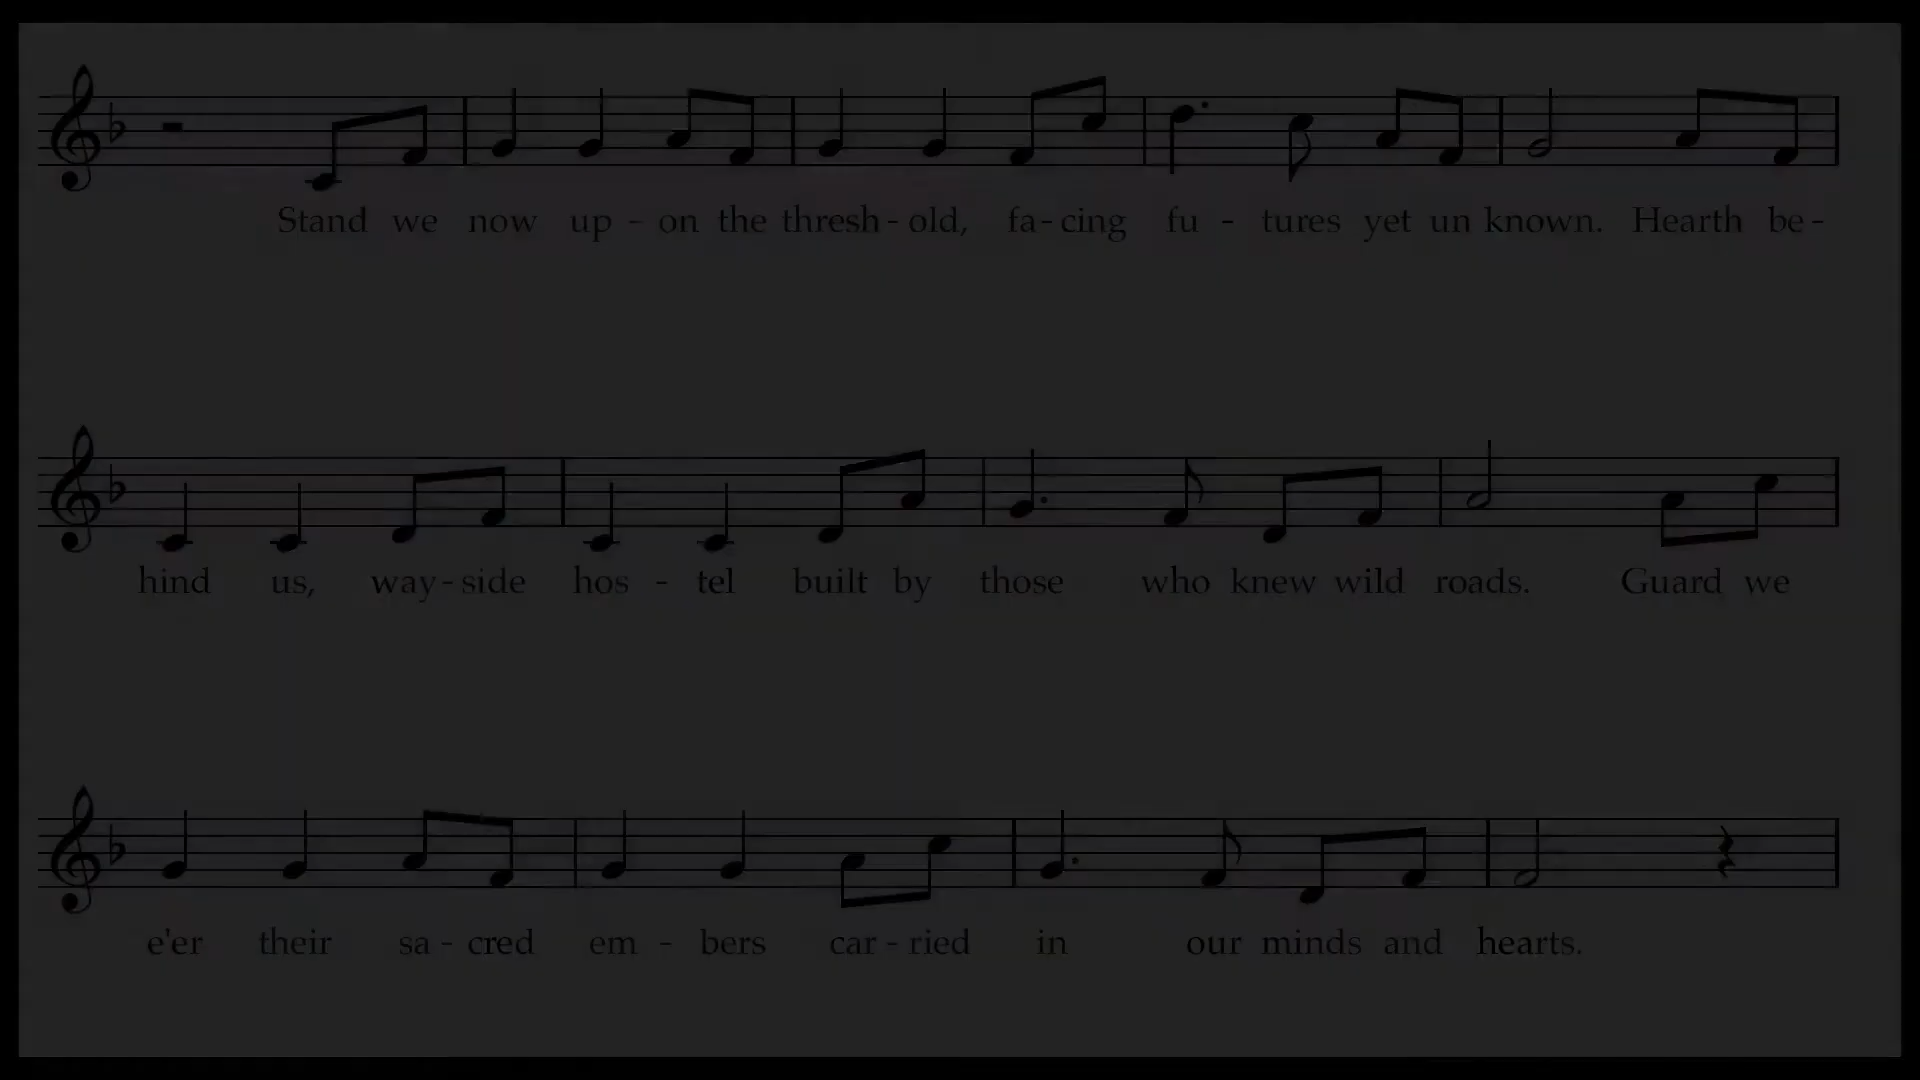 Stand we now up - on the thresh - old, fa - cing fu - tures yet un known. Hearth be -
hind us, way - side hos - tel built by those who knew wild roads. Guard we
e'er their sa - cred em - bers car - ried in our minds and hearts.